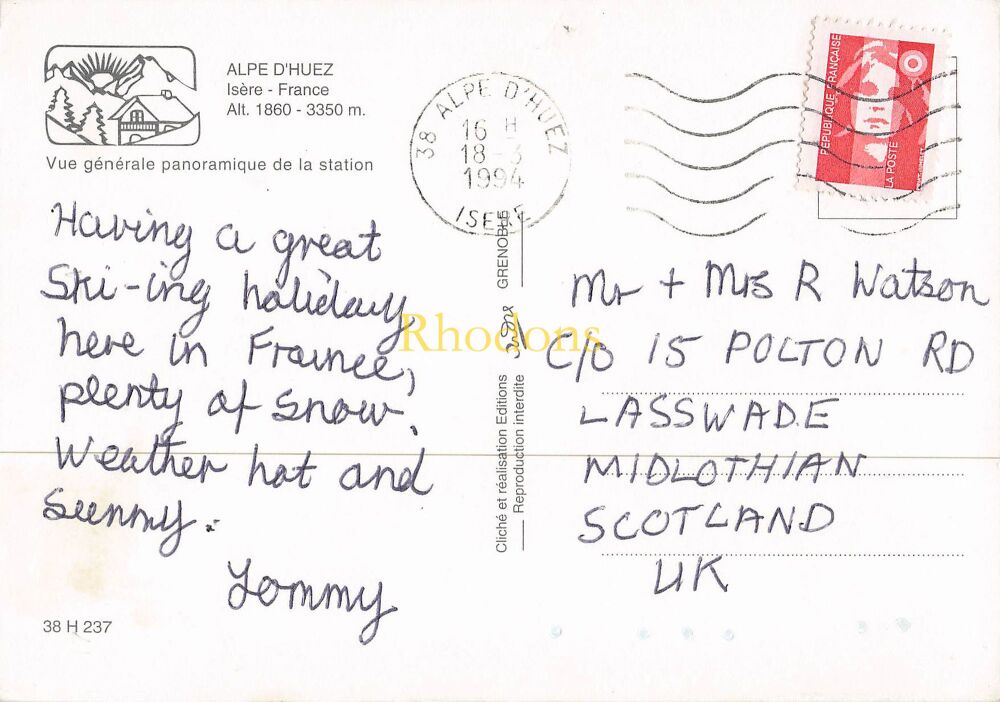 ALPE D'HUEZ
Isère - France
Alt. 1860 - 3350 m.
Vue générale panoramique de la station
38 ALPE D'HUEZ
16 H
18-3
1994
ISERE
REPUBLIQUE FRANÇAISE
LA POSTE
Having a great
Ski-ing holiday
here in France,
plenty of snow.
Weather hot and
sunny.
Tommy
38 H 237
Cliché et réalisation Editions GRENOBLE
Reproduction interdite
Rhodons
Mr + Mrs R Watson
C/O 15 POLTON RD
LASSWADE
MIDLOTHIAN
SCOTLAND
UK